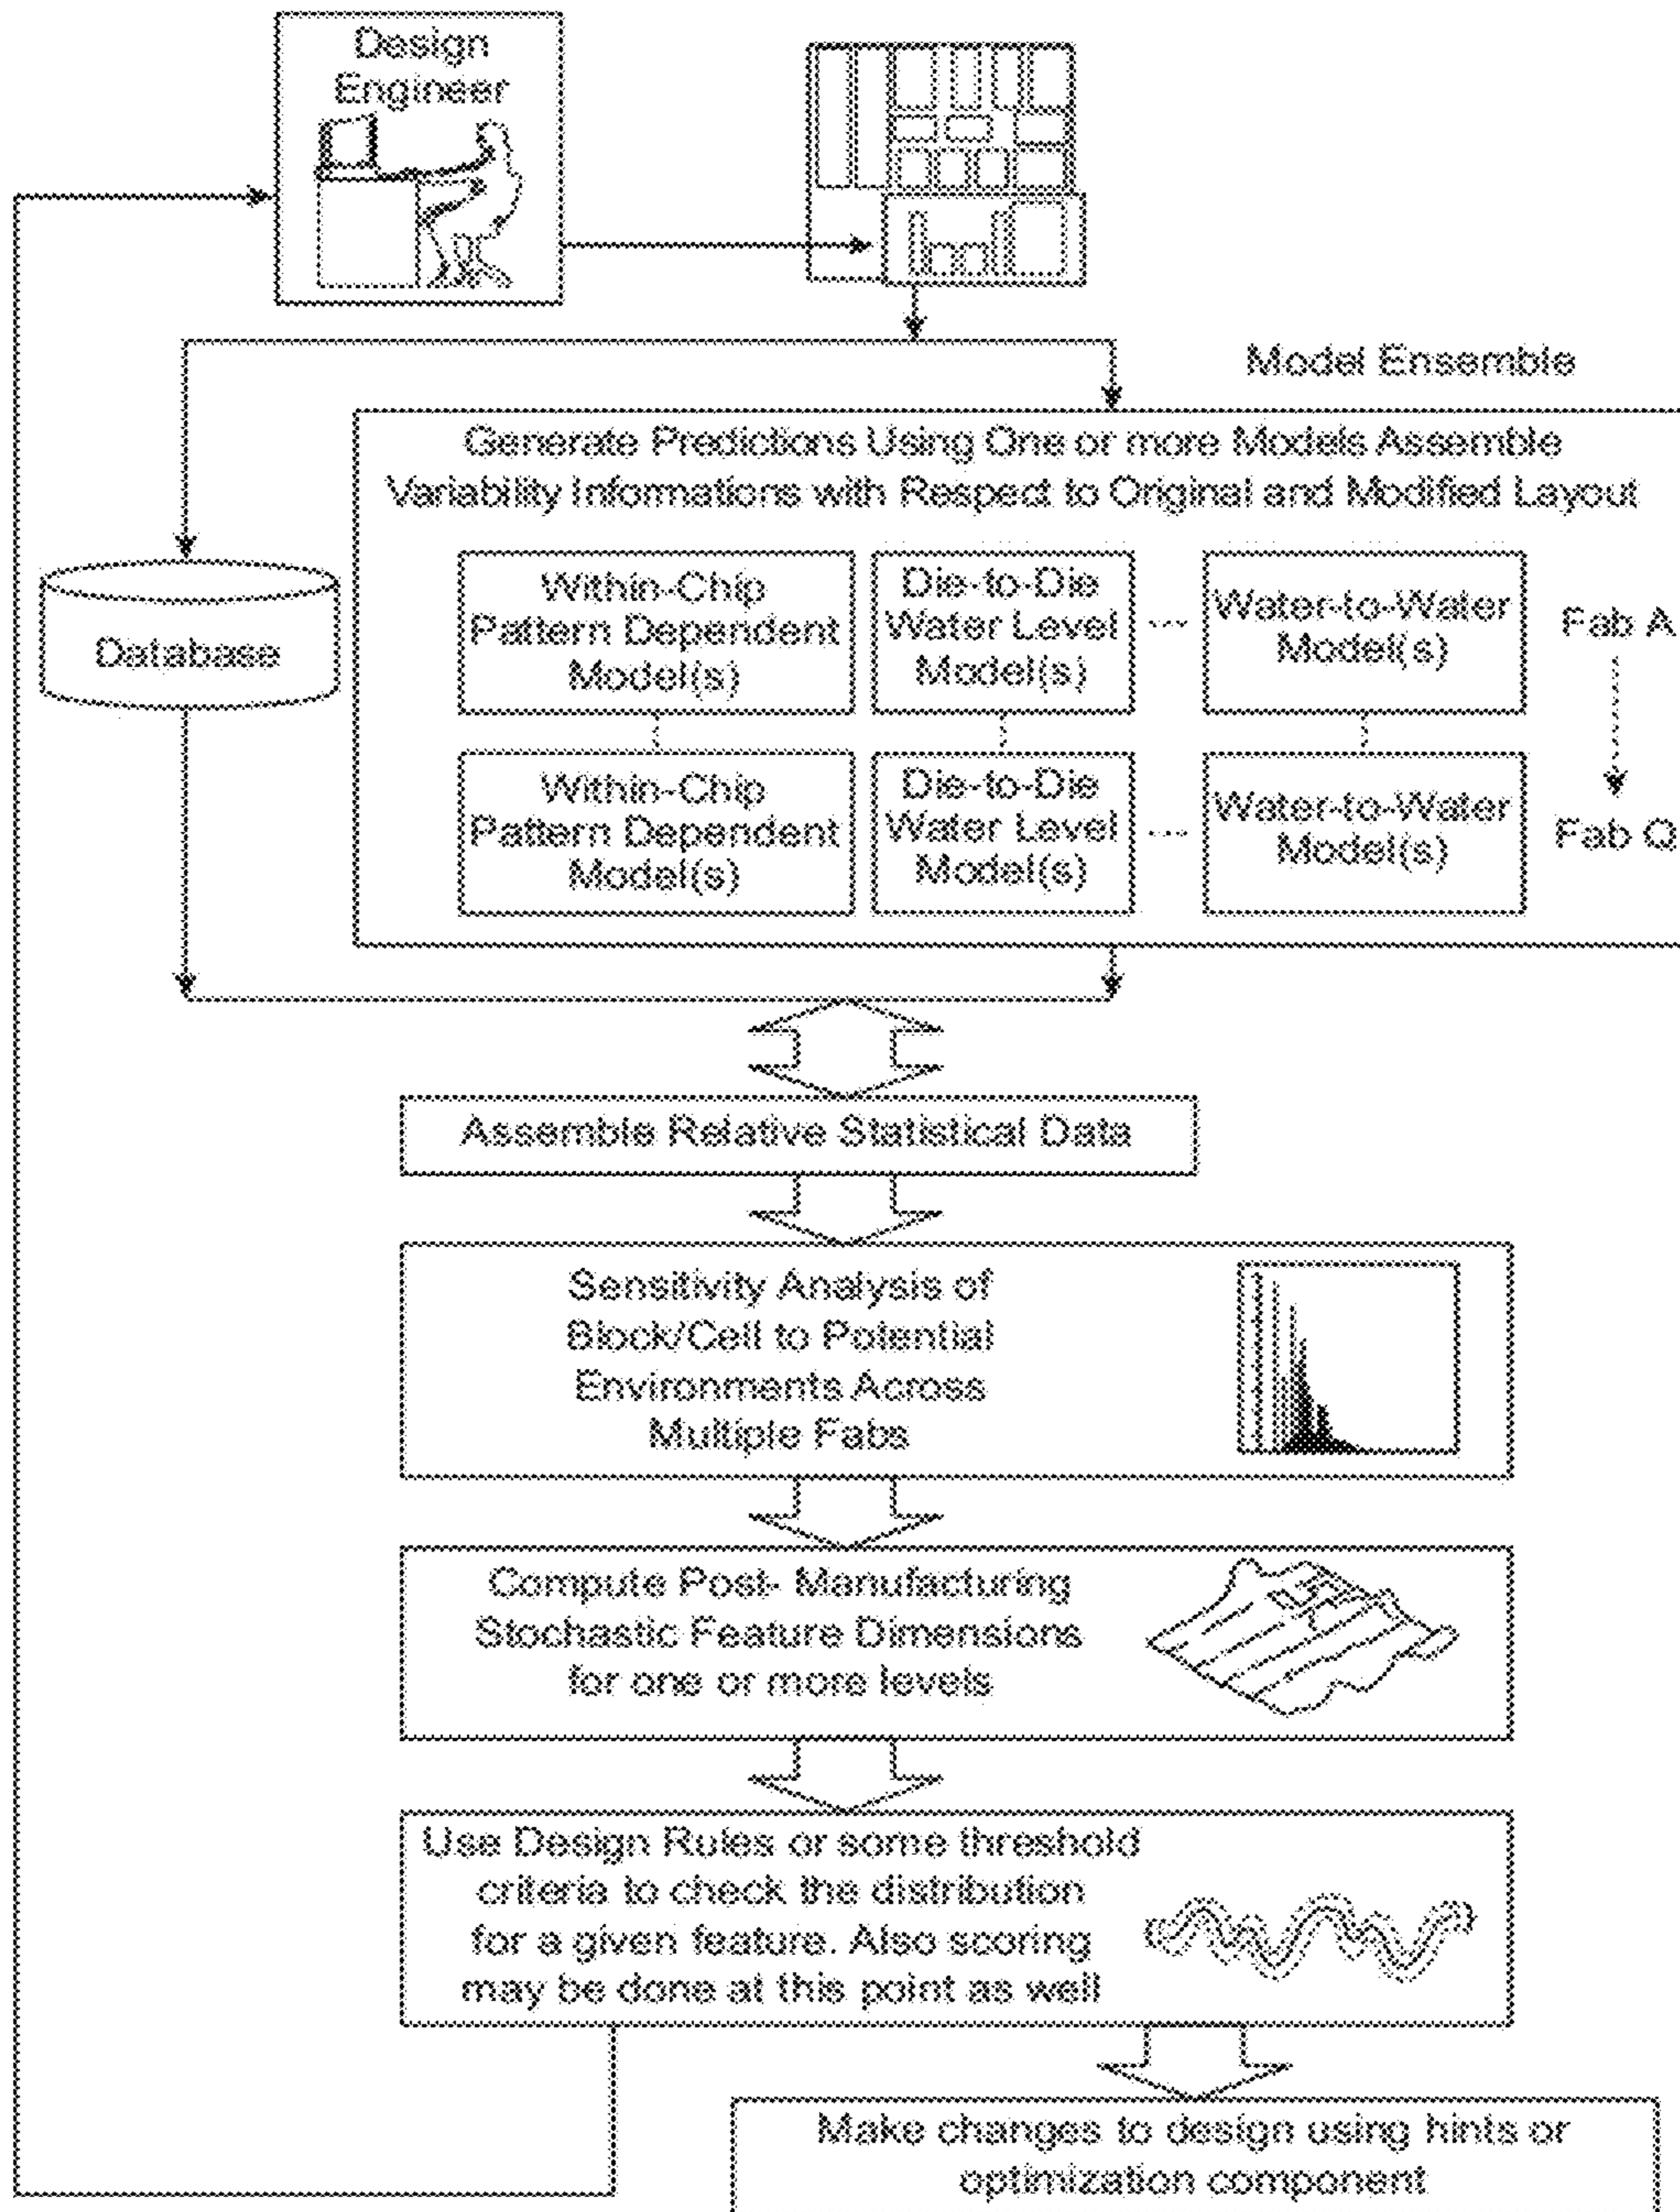 Design
Engineer
Model Ensemble
Generate Predictions Using One or more Models Assemble
Variability Informations with Respect to Original and Modified Layout
Database
Within-Chip
Pattern Dependent
Model(s)
Die-to-Die
Water Level
Model(s)
Water-to-Water
Model(s)
Fab A
Within-Chip
Pattern Dependent
Model(s)
Die-to-Die
Water Level
Model(s)
Water-to-Water
Model(s)
Fab Q
Assemble Relative Statistical Data
Sensitivity Analysis of
Block/Cell to Potential
Environments Across
Multiple Fabs
Compute Post- Manufacturing
Stochastic Feature Dimensions
for one or more levels
Use Design Rules or some threshold
criteria to check the distribution
for a given feature. Also scoring
may be done at this point as well
Make changes to design using hints or
optimization component